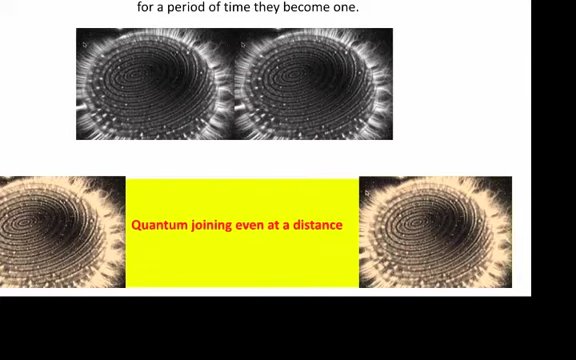 for a period of time they become one.
Quantum joining even at a distance